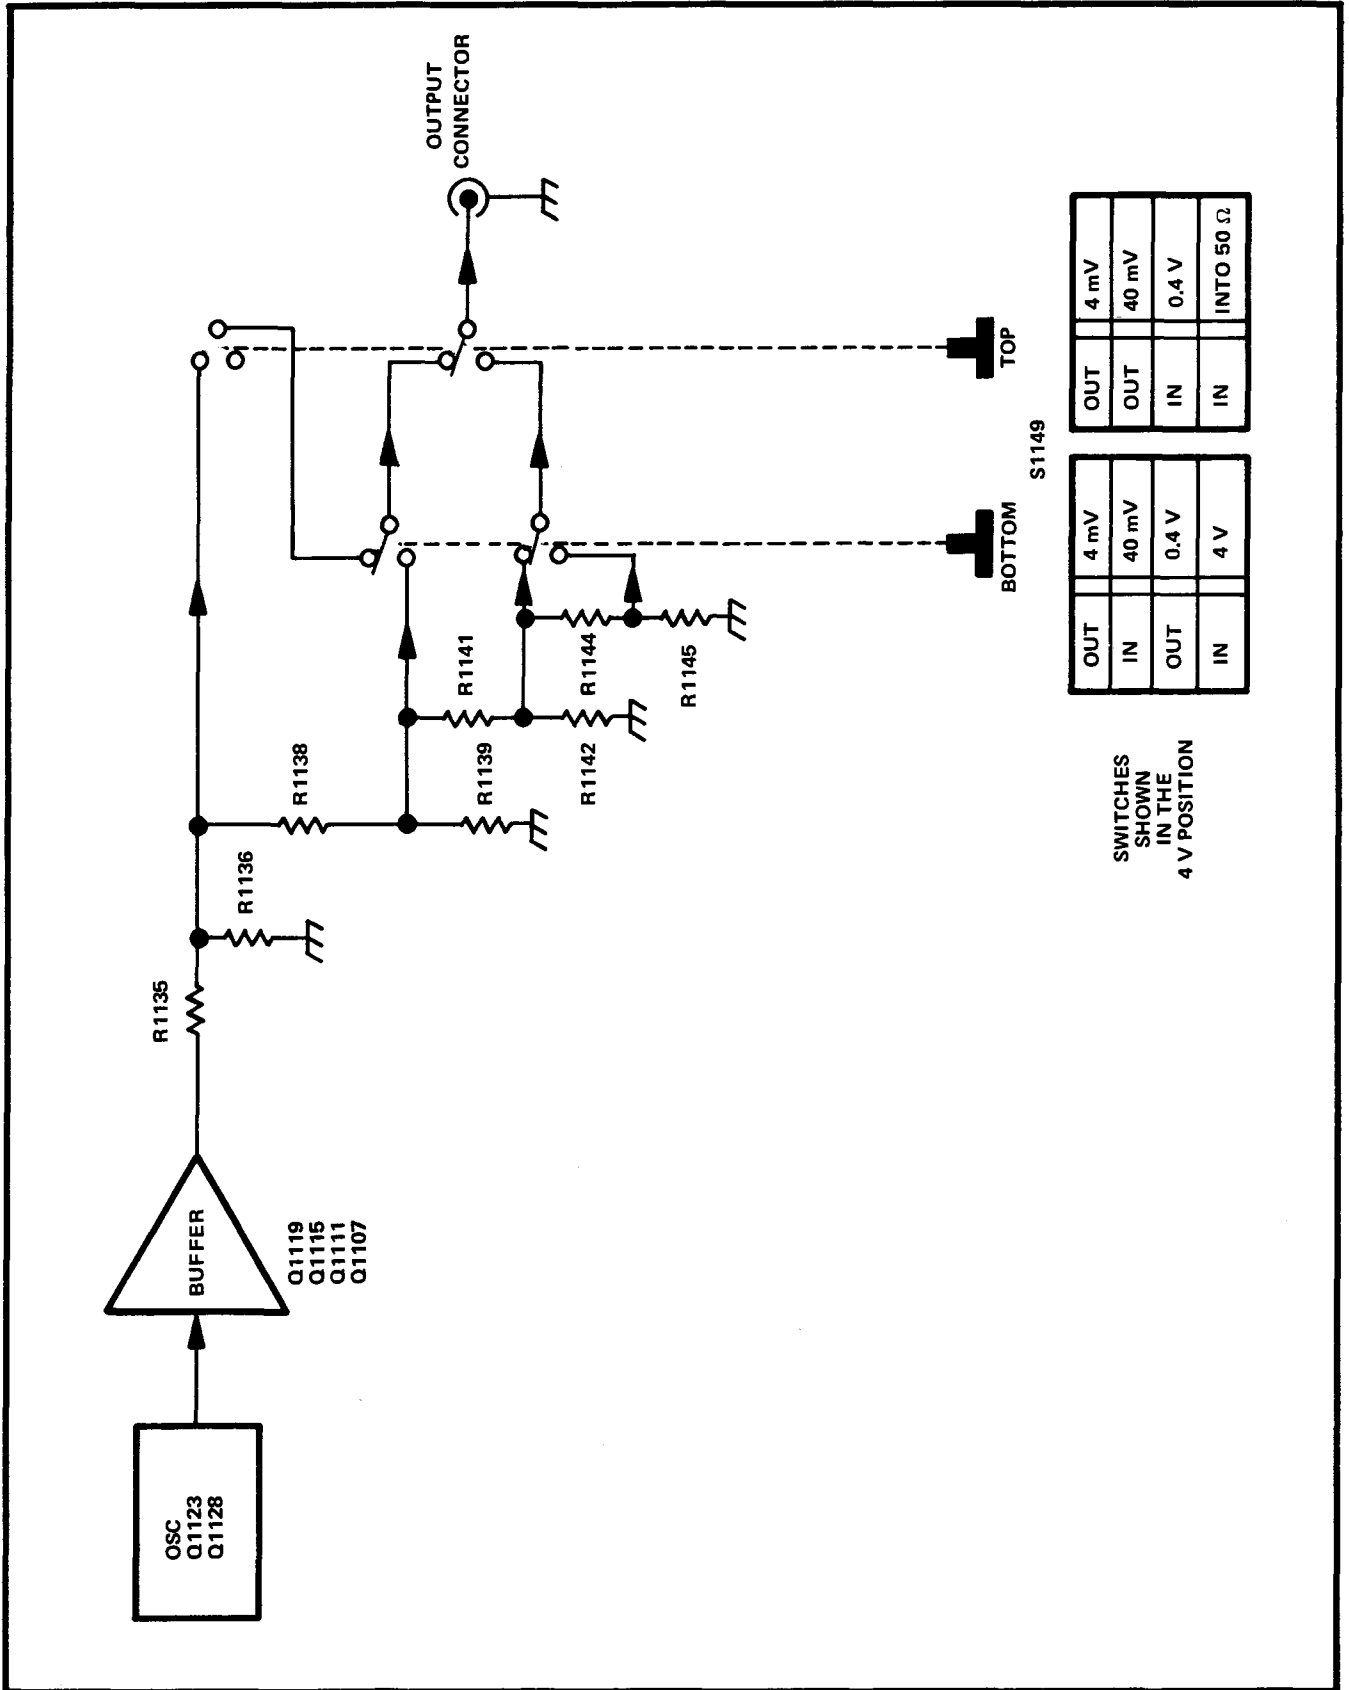 OSC
Q1123
Q1128
BUFFER
Q1119
Q1115
Q1111
Q1107
R1135
R1136
R1138
R1139
R1141
R1142
R1144
R1145
OUTPUT
CONNECTOR
BOTTOM
TOP
S1149
SWITCHES
SHOWN
IN THE
4 V POSITION
OUT 4 mV
IN 40 mV
OUT 0.4 V
IN 4 V
OUT 4 mV
OUT 40 mV
IN 0.4 V
IN INTO 50 Ω